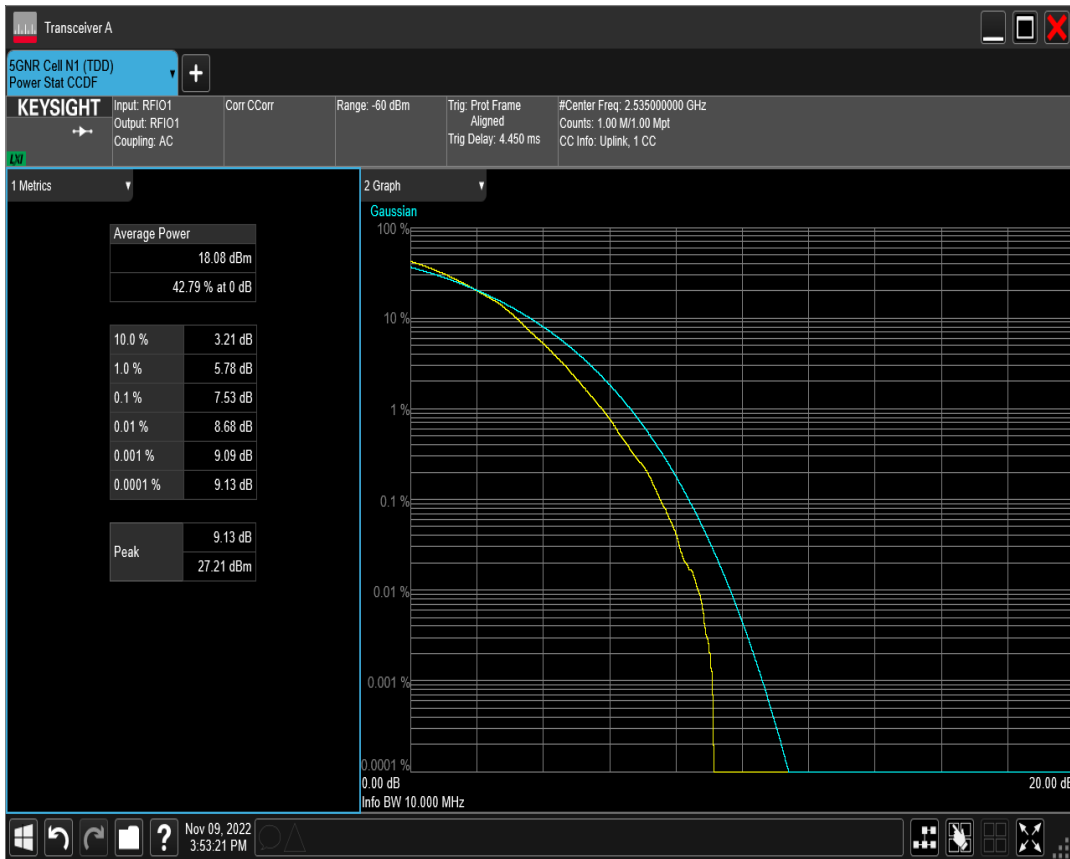 Transceiver A
5GNR Cell N1 (TDD)
Power Stat CCDF
+
KEYSIGHT
LXI
Input: RFIO1
Output: RFIO1
Coupling: AC
Corr CCorr
Range: -60 dBm
Trig: Prot Frame
Aligned
Trig Delay: 4.450 ms
#Center Freq: 2.535000000 GHz
Counts: 1.00 M/1.00 Mpt
CC Info: Uplink, 1 CC
1 Metrics
Average Power
18.08 dBm
42.79 % at 0 dB
10.0 % 3.21 dB
1.0 % 5.78 dB
0.1 % 7.53 dB
0.01 % 8.68 dB
0.001 % 9.09 dB
0.0001 % 9.13 dB
Peak
9.13 dB
27.21 dBm
2 Graph
Gaussian
100 %
10 %
1 %
0.1 %
0.01 %
0.001 %
0.0001 %
0.00 dB 20.00 dB
Info BW 10.000 MHz
?
Nov 09, 2022
3:53:21 PM